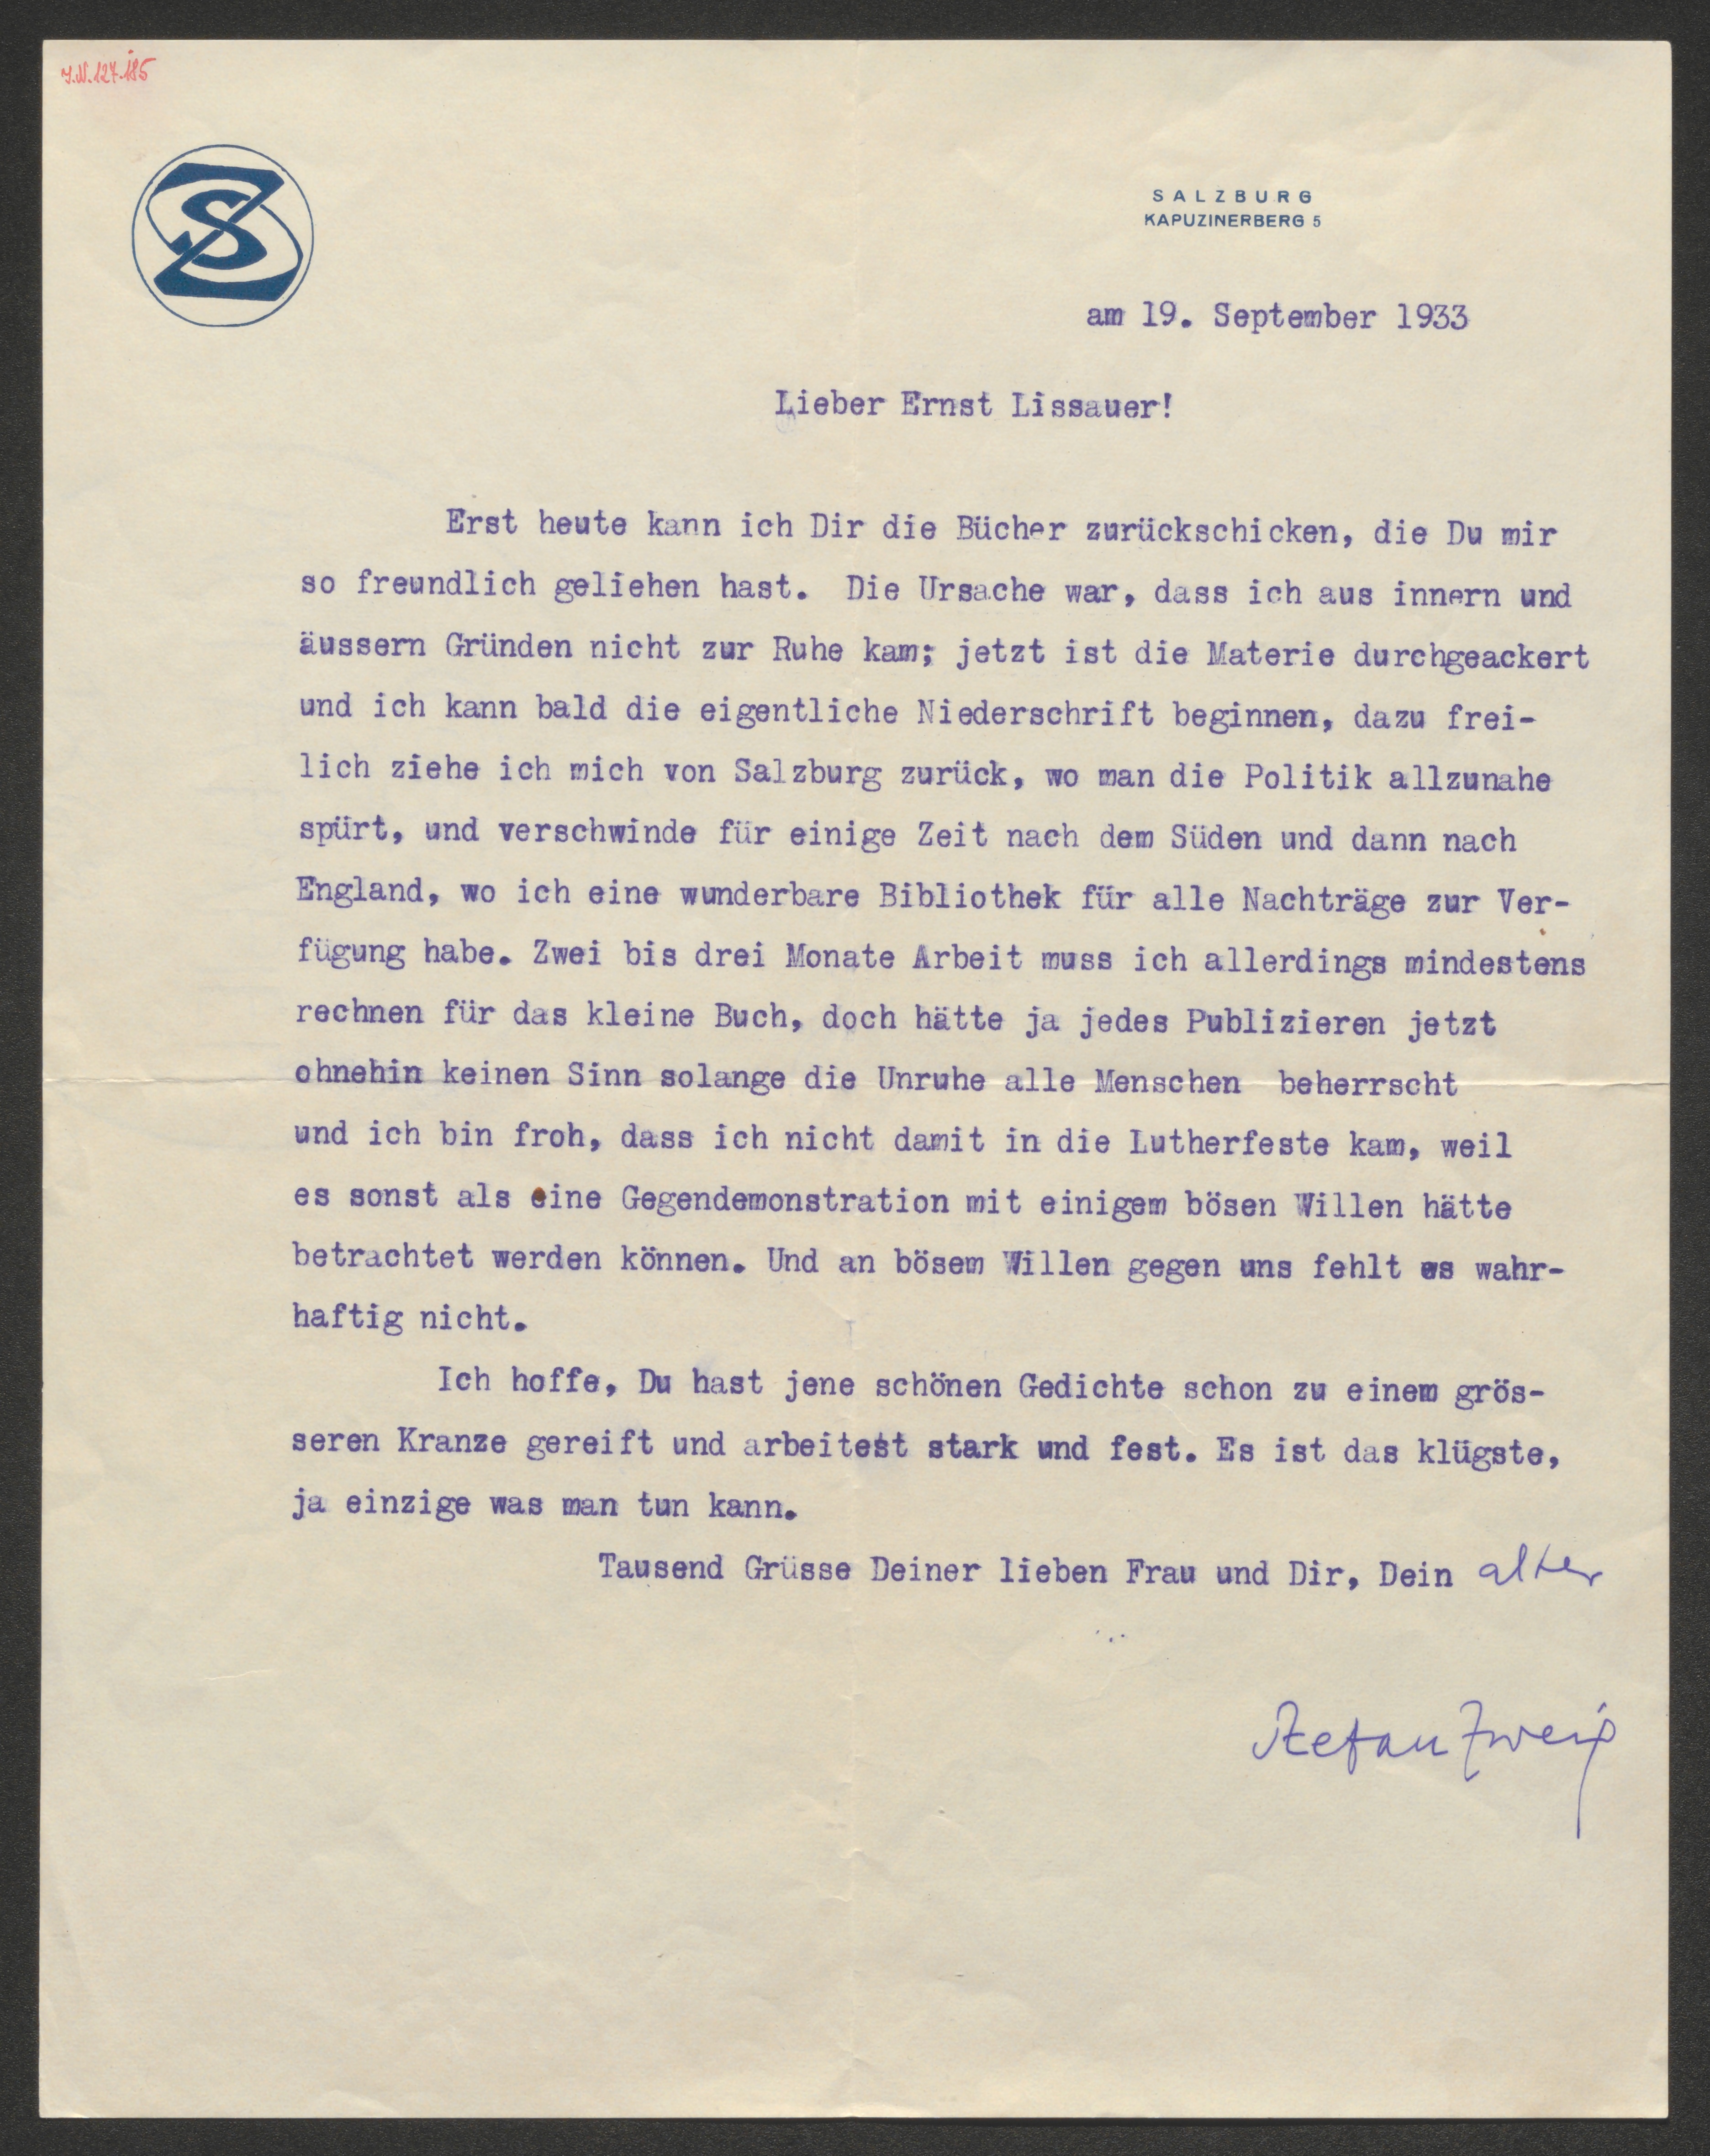 J.N. 127.185
SZ
SALZBURG
KAPUZINERBERG 5
am 19. September 1933
Lieber Ernst Lissauer!
Erst heute kann ich Dir die Bücher zurückschicken, die Du mir
so freundlich geliehen hast. Die Ursache war, dass ich aus innern und
äussern Gründen nicht zur Ruhe kam; jetzt ist die Materie durchgeackert
und ich kann bald die eigentliche Niederschrift beginnen, dazu frei-
lich ziehe ich mich von Salzburg zurück, wo man die Politik allzunahe
spürt, und verschwinde für einige Zeit nach dem Süden und dann nach
England, wo ich eine wunderbare Bibliothek für alle Nachträge zur Ver-
fügung habe. Zwei bis drei Monate Arbeit muss ich allerdings mindestens
rechnen für das kleine Buch, doch hätte ja jedes Publizieren jetzt
ohnehin keinen Sinn solange die Unruhe alle Menschen beherrscht
und ich bin froh, dass ich nicht damit in die Lutherfeste kam, weil
es sonst als eine Gegendemonstration mit einigem bösen Willen hätte
betrachtet werden können. Und an bösem Willen gegen uns fehlt es wahr-
haftig nicht.
Ich hoffe, Du hast jene schönen Gedichte schon zu einem grös-
seren Kranze gereift und arbeitest stark und fest. Es ist das klügste,
ja einzige was man tun kann.
Tausend Grüsse Deiner lieben Frau und Dir, Dein alter
Stefan Zweig